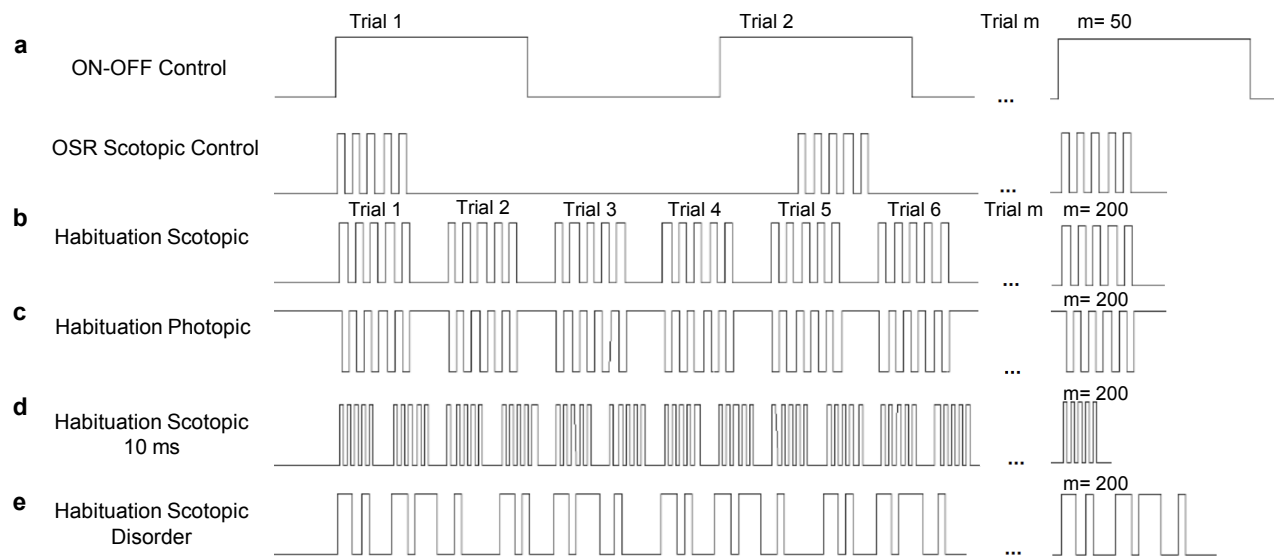 Trial 1 Trial 2 Trial m m= 50
a
ON-OFF Control
...
OSR Scotopic Control
...
Trial 1 Trial 2 Trial 3 Trial 4 Trial 5 Trial 6 Trial m m= 200
b
Habituation Scotopic
...
c m= 200
Habituation Photopic
...
d m= 200
Habituation Scotopic
10 ms
...
e m= 200
Habituation Scotopic
Disorder
...